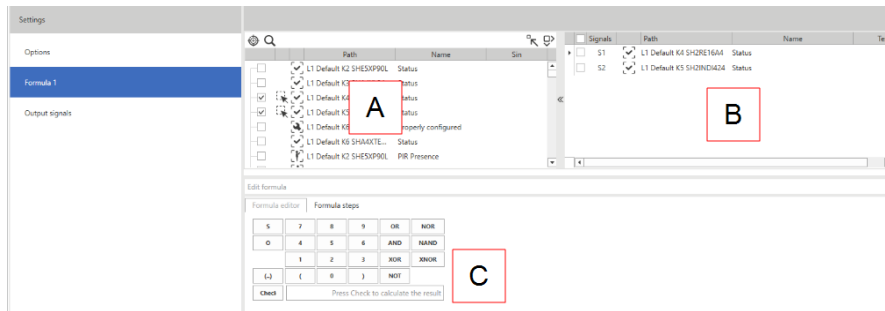 Settings
Options
Formula 1
Output signals
Path Name Sin
L1 Default K2 SHE5XP90L Status
L1 Default K3
L1 Default K4 Status
L1 Default K5 Status
L1 Default K6 Properly configured
L1 Default K6 SHA4XTE... Status
L1 Default K2 SHE5XP90L PIR Presence
A
Signals Path Name Te
S1 L1 Default K4 SH2RE16A4 Status
S2 L1 Default K5 SH2INDI424 Status
B
Edit formula
Formula editor Formula steps
S 7 8 9 OR NOR
O 4 5 6 AND NAND
1 2 3 XOR XNOR
(..) ( 0 ) NOT
Check Press Check to calculate the result
C